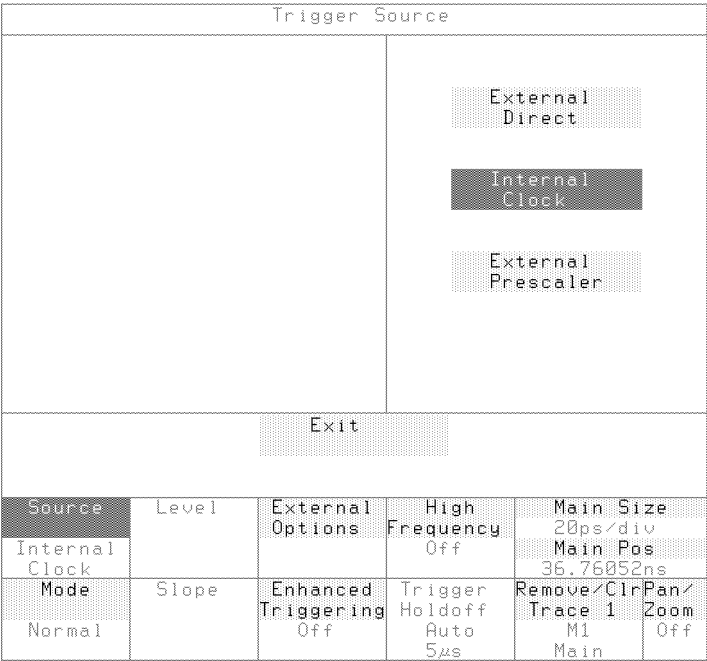 Trigger Source
External
Direct
Internal
Clock
External
Prescaler
Exit
Source
Internal
Clock
Level
External
Options
High
Frequency
Off
Main Size
20ps/div
Main Pos
36.76052ns
Mode
Normal
Slope
Enhanced
Triggering
Off
Trigger
Holdoff
Auto
5µs
Remove/Clr
Trace 1
M1
Main
Pan/
Zoom
Off